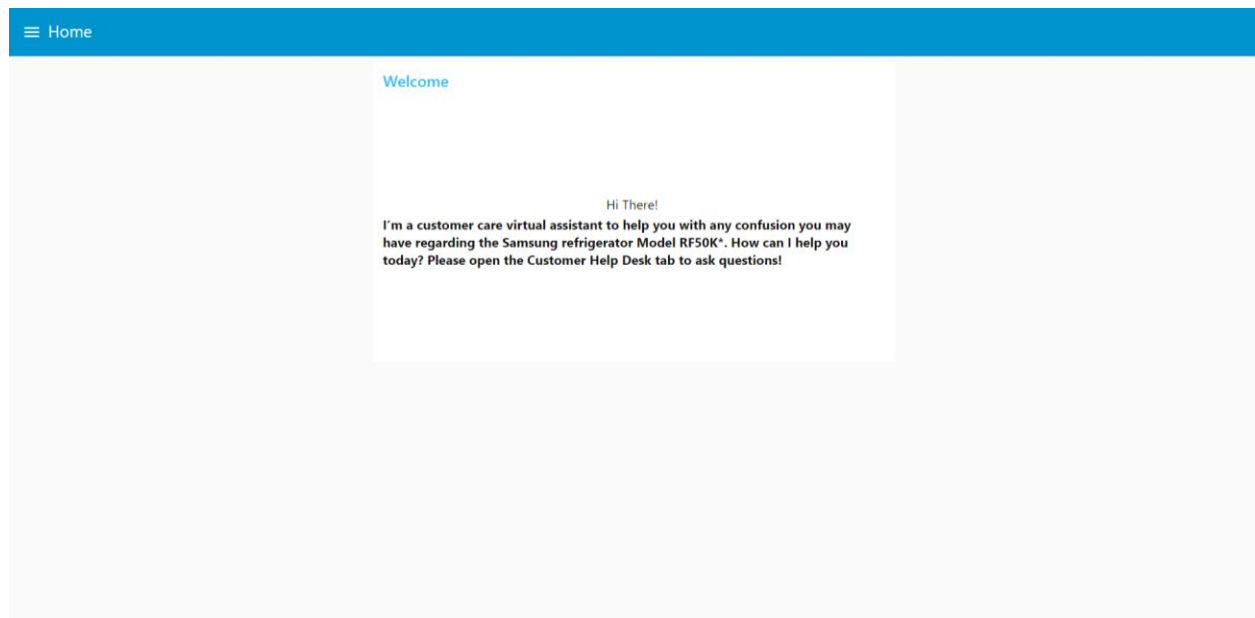 Home
Welcome
Hi There!
I'm a customer care virtual assistant to help you with any confusion you may
have regarding the Samsung refrigerator Model RF50K*. How can I help you
today? Please open the Customer Help Desk tab to ask questions!